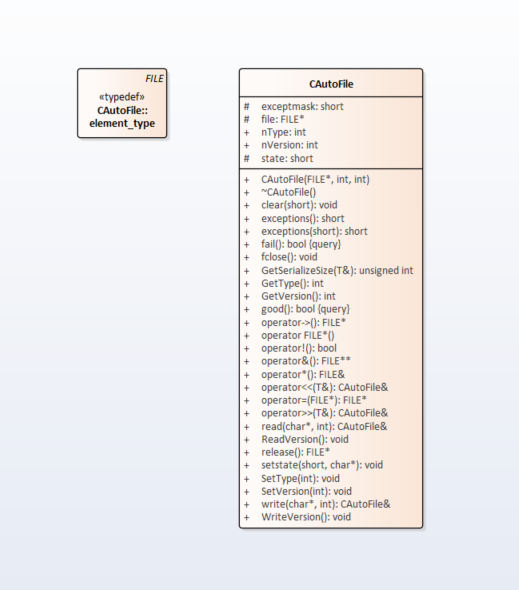 FILE
«typedef»
CAutoFile::
element_type
CAutoFile
# exceptmask: short
# file: FILE*
+ nType: int
+ nVersion: int
# state: short
+ CAutoFile(FILE*, int, int)
+ ~CAutoFile()
+ clear(short): void
+ exceptions(): short
+ exceptions(short): short
+ fail(): bool {query}
+ fclose(): void
+ GetSerializeSize(T&): unsigned int
+ GetType(): int
+ GetVersion(): int
+ good(): bool {query}
+ operator->(): FILE*
+ operator FILE*()
+ operator!(): bool
+ operator&(): FILE**
+ operator*(): FILE&
+ operator<<(T&): CAutoFile&
+ operator=(FILE*): FILE*
+ operator>>(T&): CAutoFile&
+ read(char*, int): CAutoFile&
+ ReadVersion(): void
+ release(): FILE*
+ setstate(short, char*): void
+ SetType(int): void
+ SetVersion(int): void
+ write(char*, int): CAutoFile&
+ WriteVersion(): void